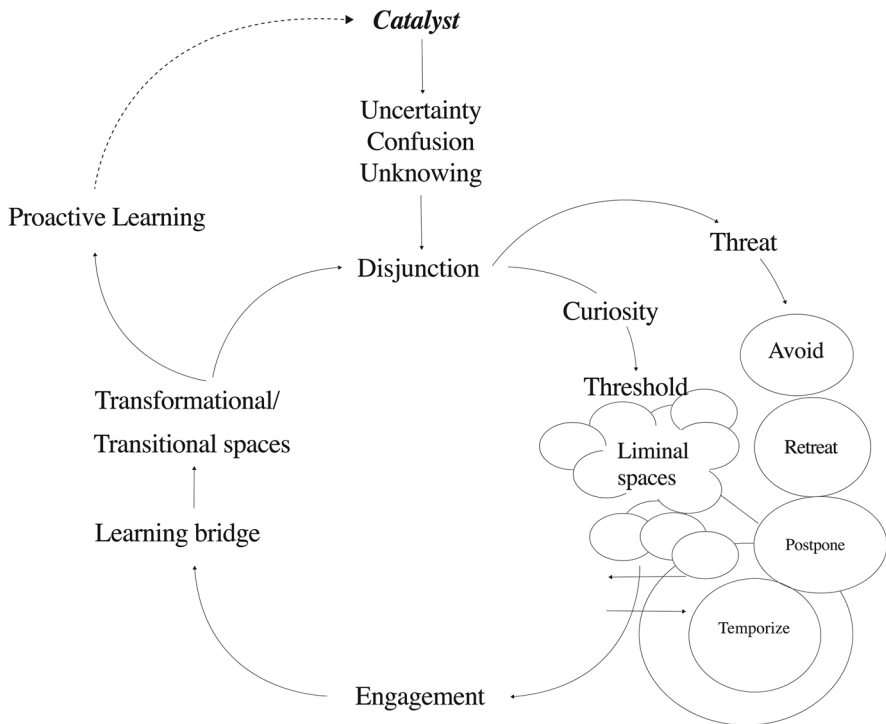 Catalyst
Uncertainty
Confusion
Unknowing
Proactive Learning
Disjunction
Threat
Curiosity
Avoid
Threshold
Transformational/
Transitional spaces
Liminal
spaces
Retreat
Learning bridge
Postpone
Temporize
Engagement